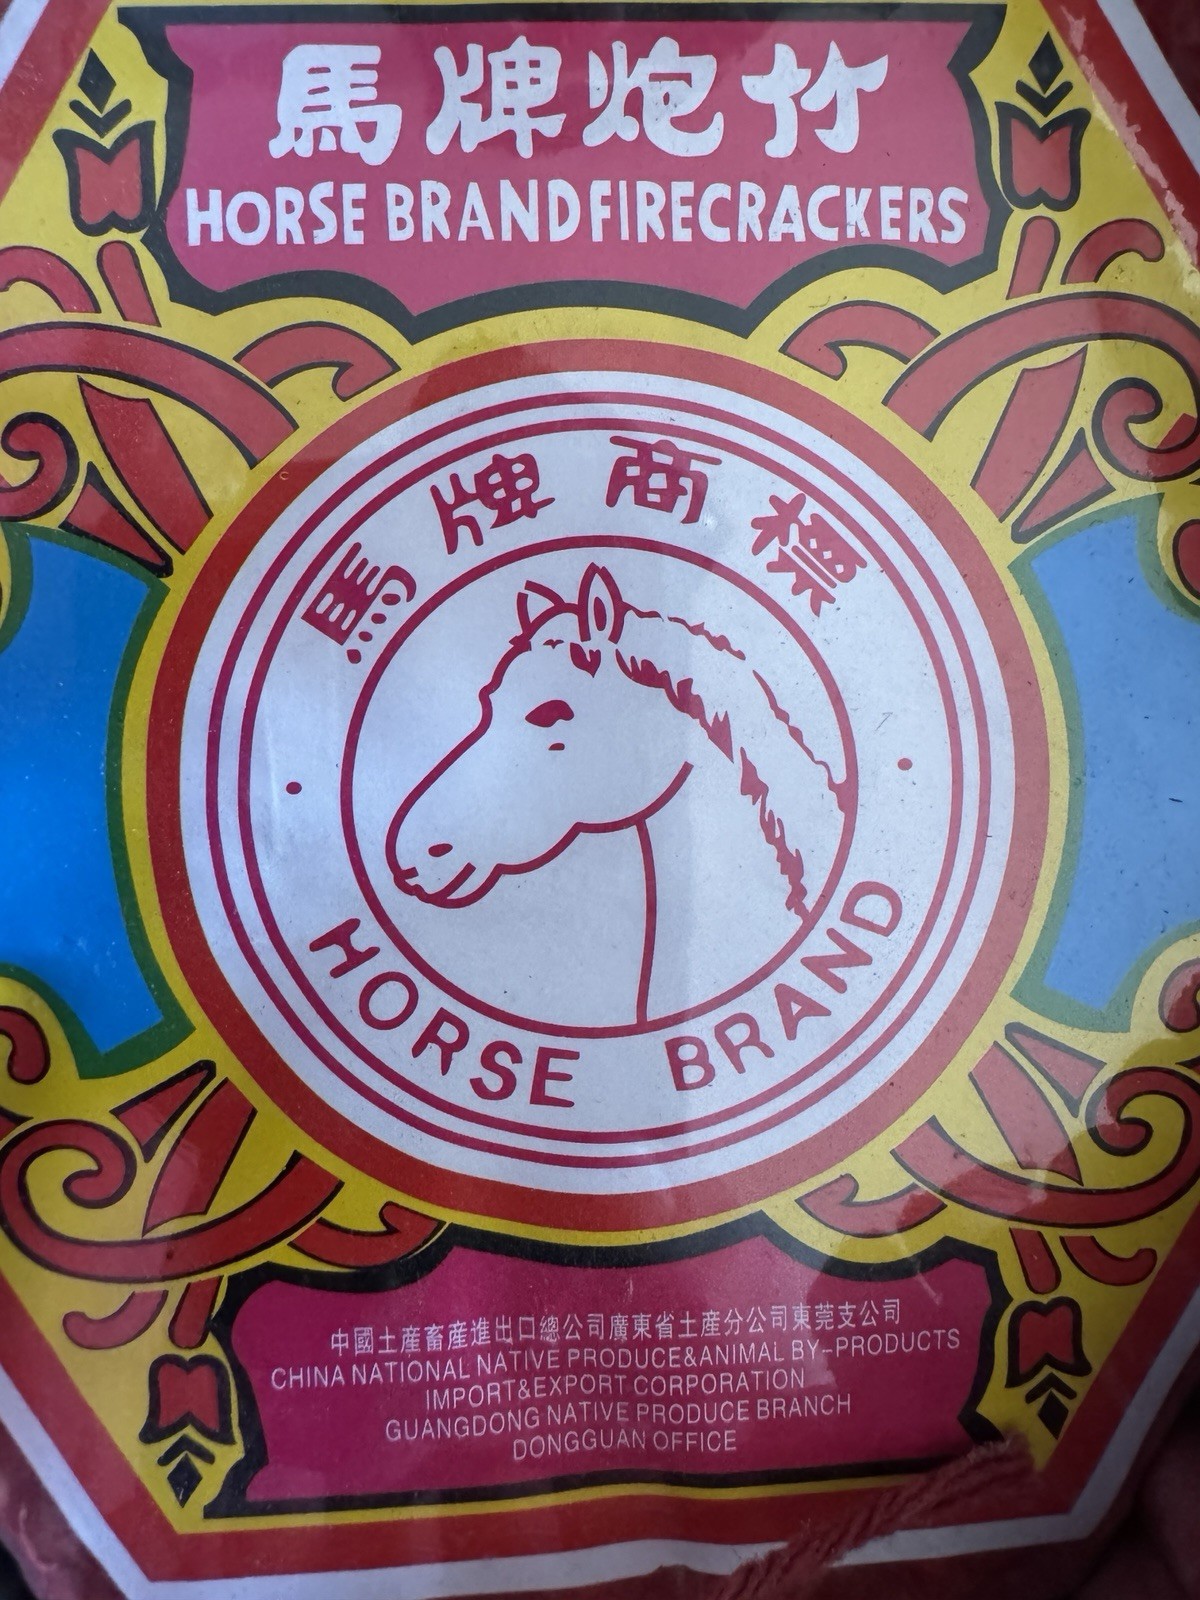 馬牌炮竹
HORSE BRAND FIRECRACKERS
馬牌商標
HORSE BRAND
中國土產畜產進出口總公司廣東省土產分公司東莞支公司
CHINA NATIONAL NATIVE PRODUCE&ANIMAL BY-PRODUCTS
IMPORT&EXPORT CORPORATION
GUANGDONG NATIVE PRODUCE BRANCH
DONGGUAN OFFICE